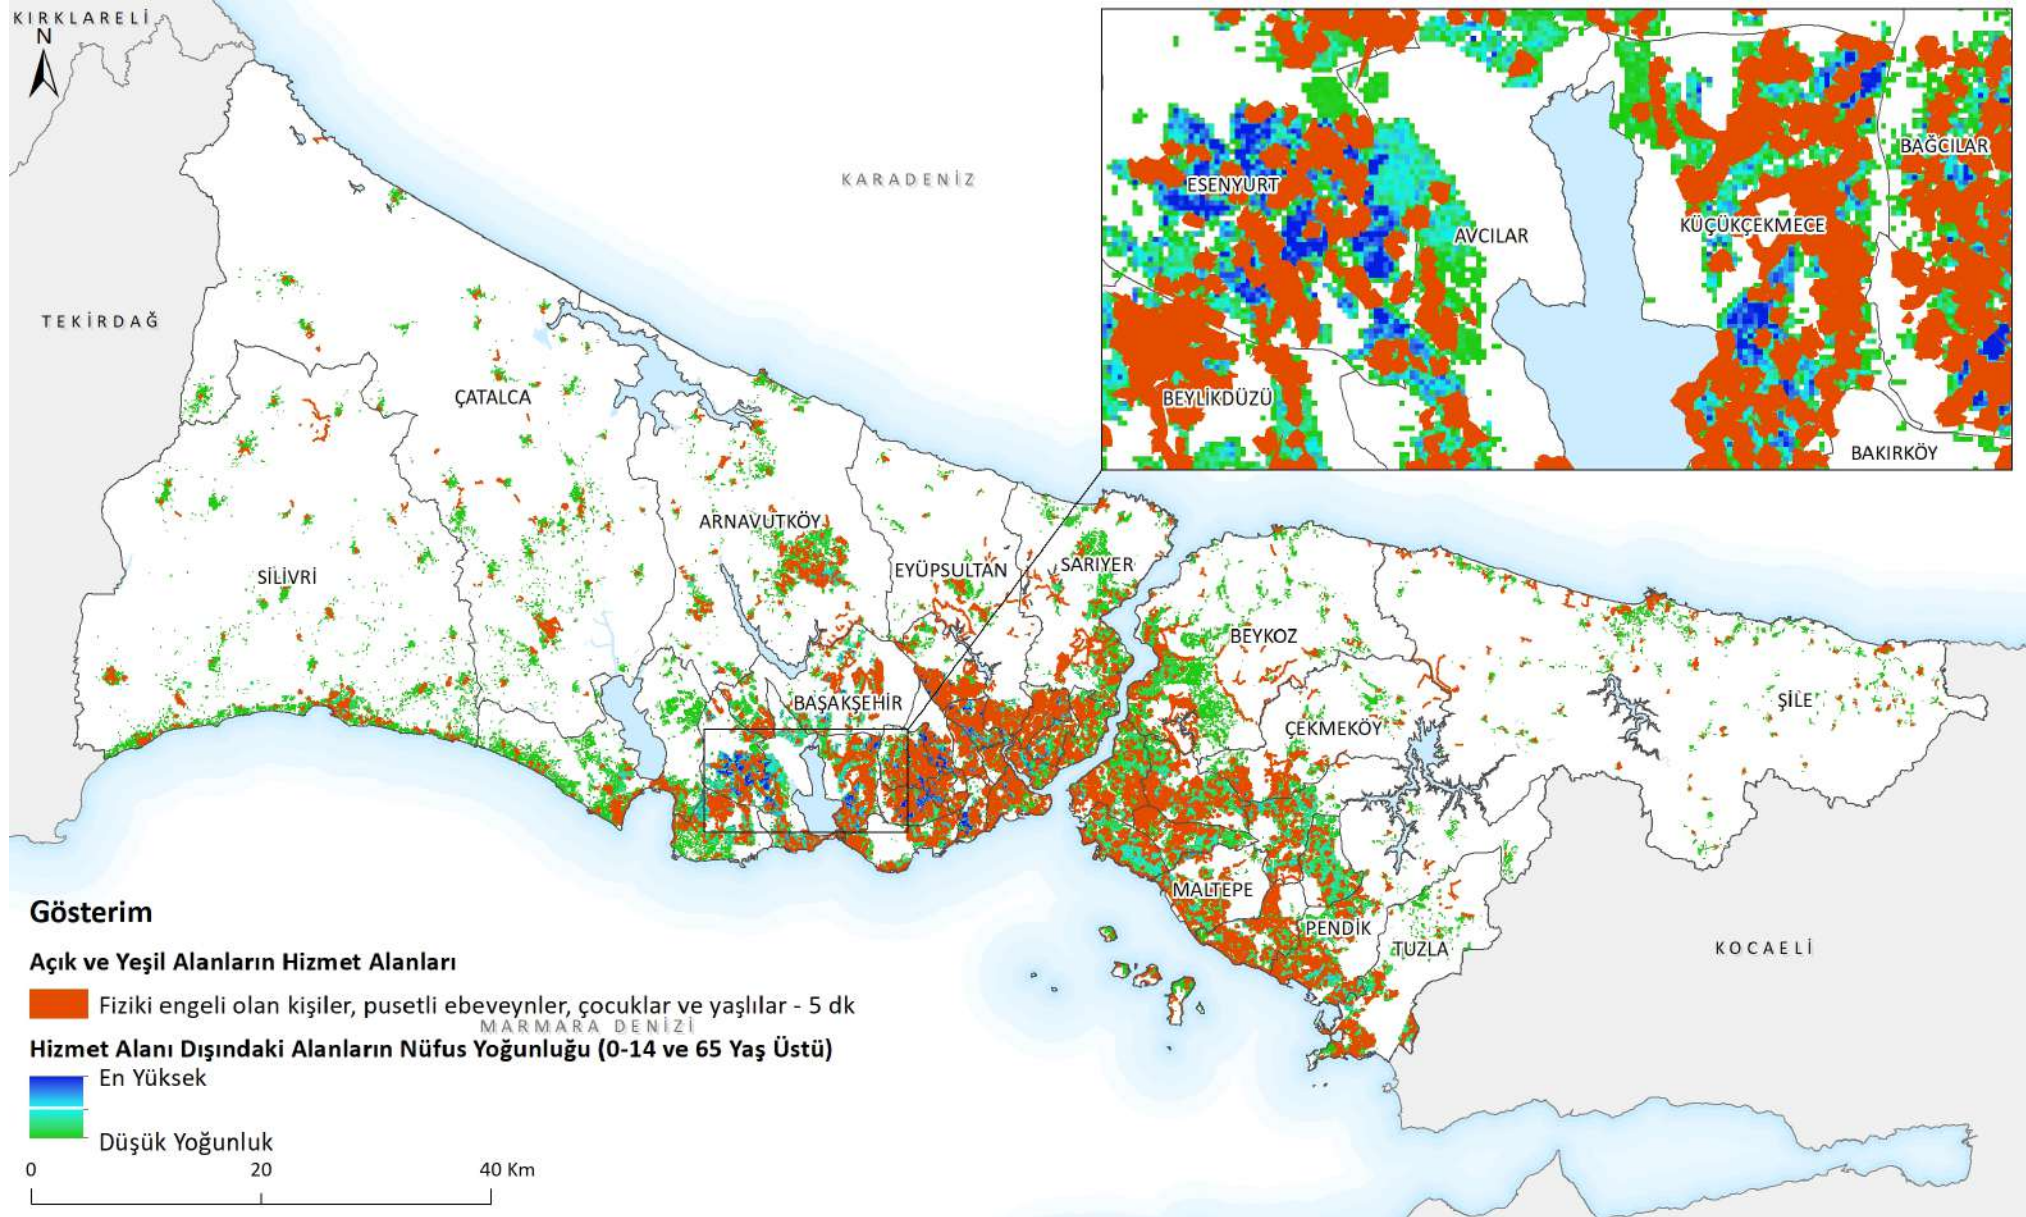 KIRKLARELİ
N
KARADENİZ
TEKİRDAĞ
ESENYURT
AVCILAR
BAĞCILAR
KÜÇÜKÇEKMECE
BEYLİKDÜZÜ
BAKIRKÖY
ÇATALCA
ARNAVUTKÖY
EYÜPSULTAN
SARIYER
SİLİVRİ
BEYKOZ
BAŞAKŞEHİR
ÇEKMEKÖY
ŞİLE
MALTEPE
PENDİK
TUZLA
KOCAELİ
MARMARA DENİZİ
Gösterim
Açık ve Yeşil Alanların Hizmet Alanları
Fiziki engeli olan kişiler, pusetli ebeveynler, çocuklar ve yaşlılar - 5 dk
Hizmet Alanı Dışındaki Alanların Nüfus Yoğunluğu (0-14 ve 65 Yaş Üstü)
En Yüksek
Düşük Yoğunluk
0 20 40 Km